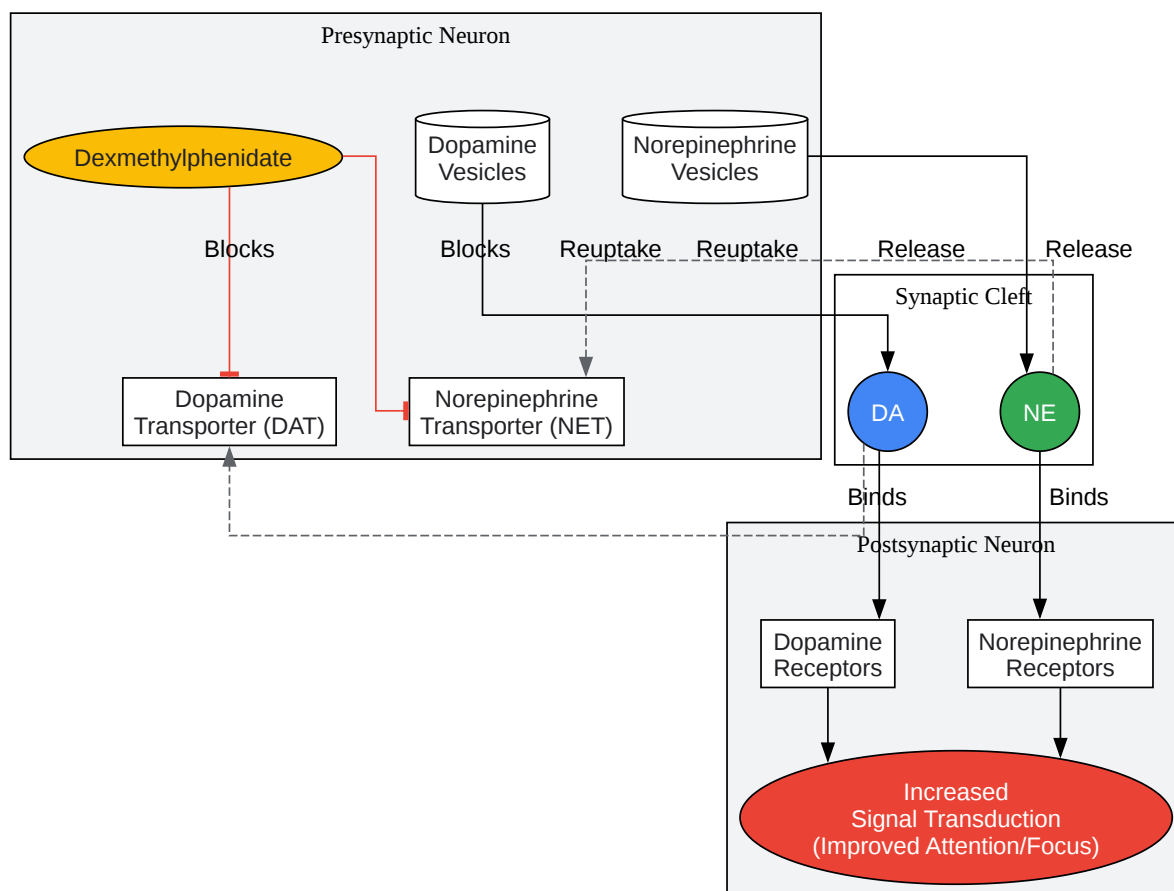 Presynaptic Neuron
Dexmethylphenidate
Dopamine
Vesicles
Norepinephrine
Vesicles
Blocks
Blocks
Reuptake
Reuptake
Release
Release
Synaptic Cleft
Dopamine
Transporter (DAT)
Norepinephrine
Transporter (NET)
DA
NE
Binds
Binds
Postsynaptic Neuron
Dopamine
Receptors
Norepinephrine
Receptors
Increased
Signal Transduction
(Improved Attention/Focus)